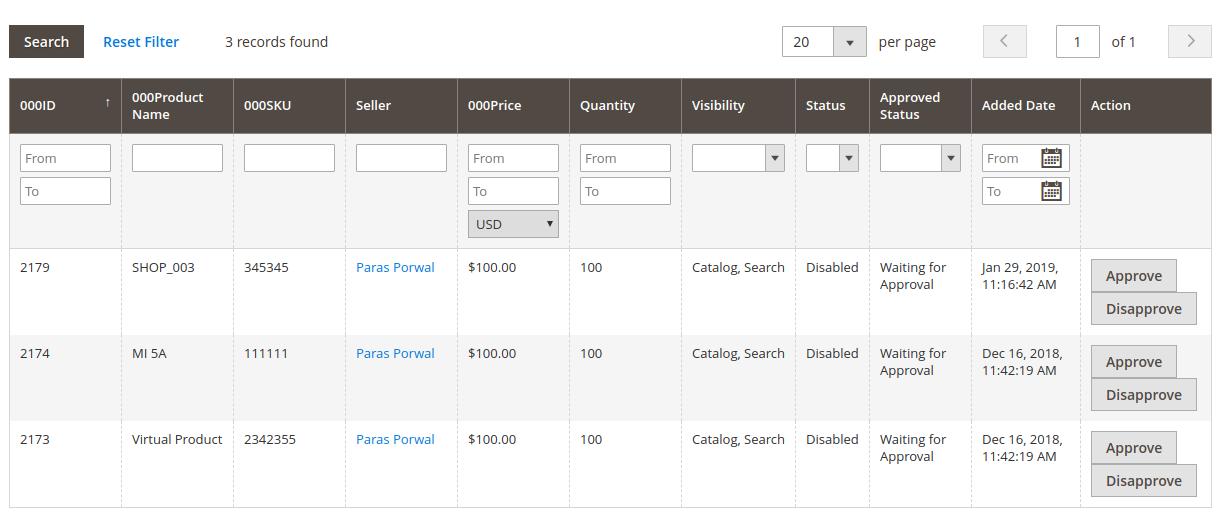 Search Reset Filter 3 records found 20 per page 1 of 1
000ID ↑ 000Product Name 000SKU Seller 000Price Quantity Visibility Status Approved Status Added Date Action
From From From From
To To To To
USD
2179 SHOP_003 345345 Paras Porwal $100.00 100 Catalog, Search Disabled Waiting for Approval Jan 29, 2019, 11:16:42 AM Approve
Disapprove
2174 MI 5A 111111 Paras Porwal $100.00 100 Catalog, Search Disabled Waiting for Approval Dec 16, 2018, 11:42:19 AM Approve
Disapprove
2173 Virtual Product 2342355 Paras Porwal $100.00 100 Catalog, Search Disabled Waiting for Approval Dec 16, 2018, 11:42:19 AM Approve
Disapprove